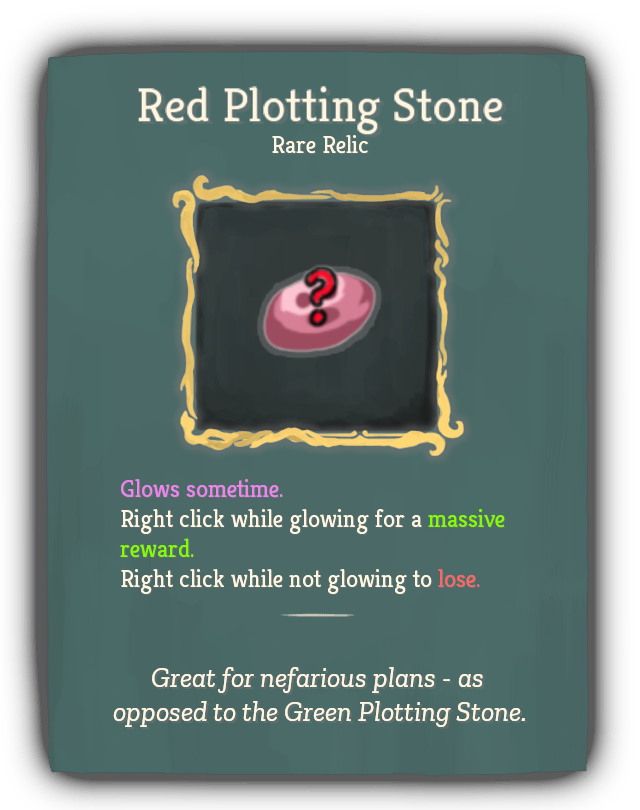 Red Plotting Stone
Rare Relic
?
Glows sometime.
Right click while glowing for a massive
reward.
Right click while not glowing to lose.
Great for nefarious plans - as
opposed to the Green Plotting Stone.